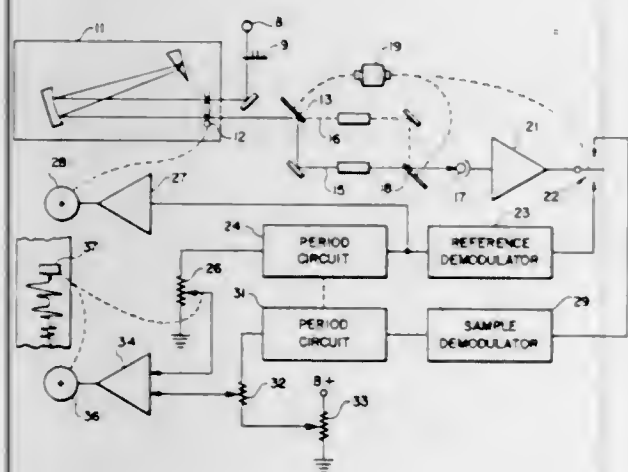 11
8
9
19
12
13
16
21
28
27
15
18
17
22
24
23
PERIOD
CIRCUIT
REFERENCE
DEMODULATOR
26
37
31
29
PERIOD
CIRCUIT
SAMPLE
DEMODULATOR
34
32
B+
33
36